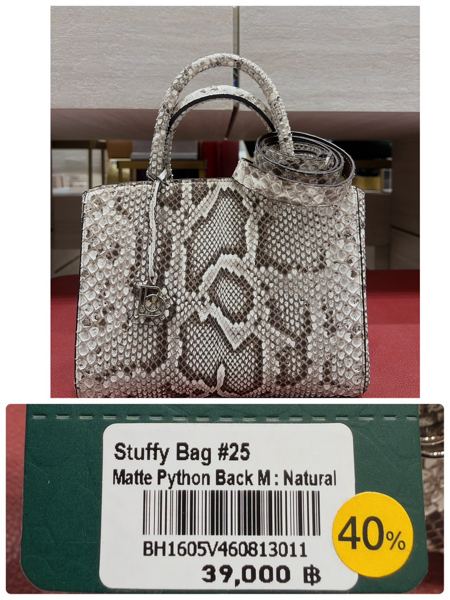 Stuffy Bag #25
Matte Python Back M : Natural
BH1605V460813011
39,000 ฿
40%